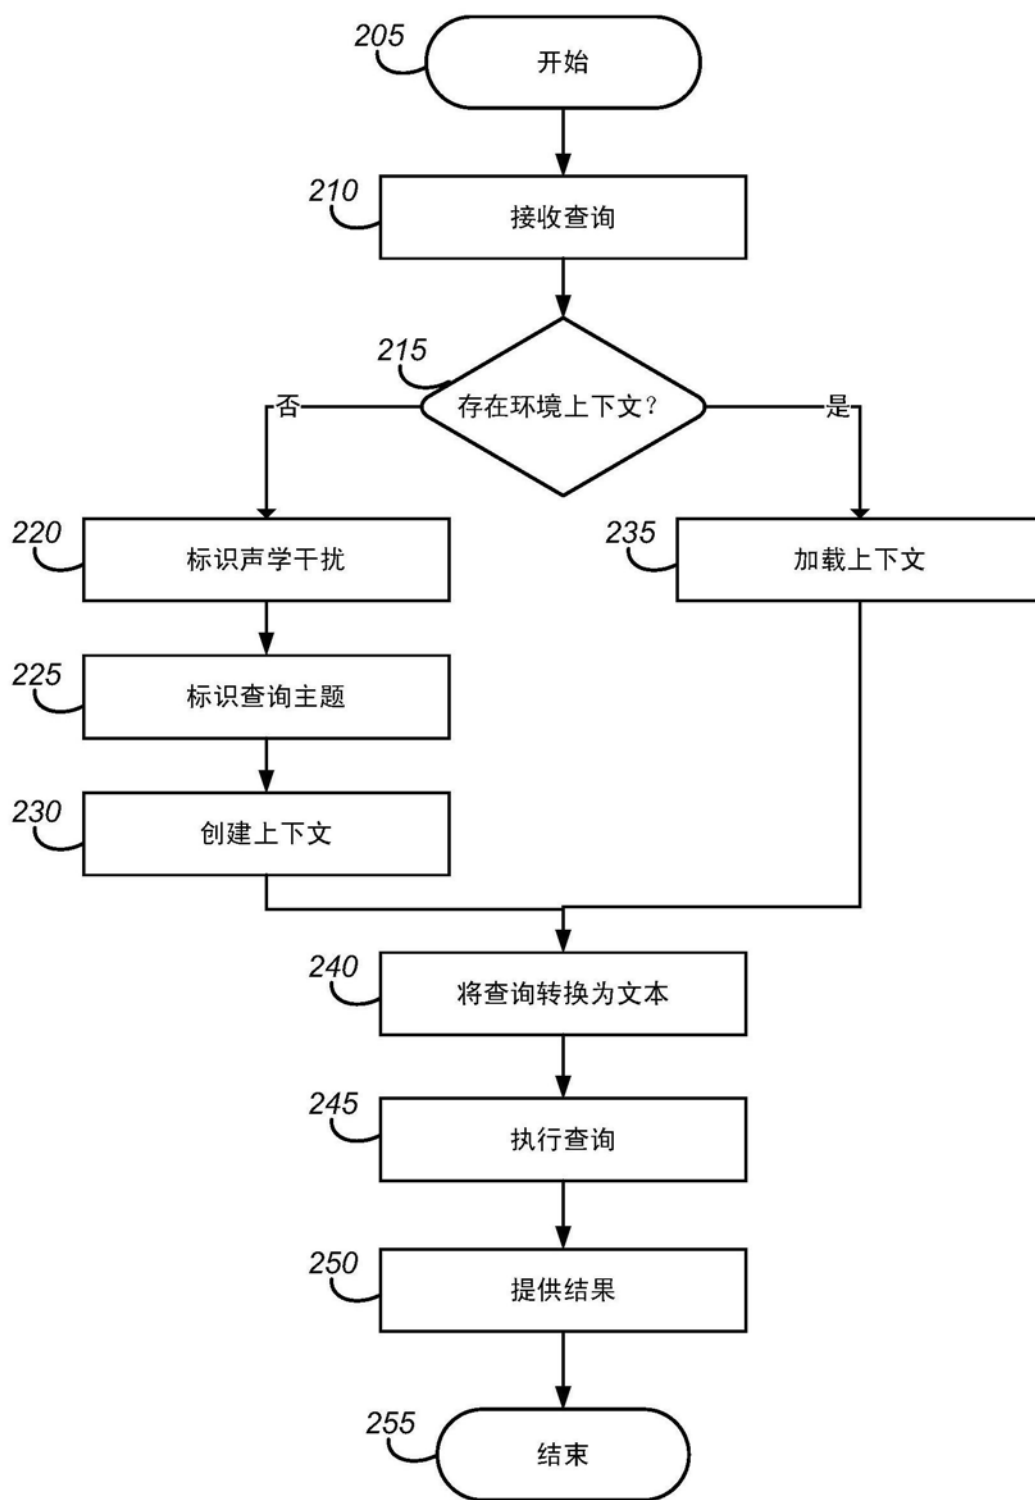 205
开始
210
接收查询
215
存在环境上下文?
否
是
220
标识声学干扰
235
加载上下文
225
标识查询主题
230
创建上下文
240
将查询转换为文本
245
执行查询
250
提供结果
255
结束